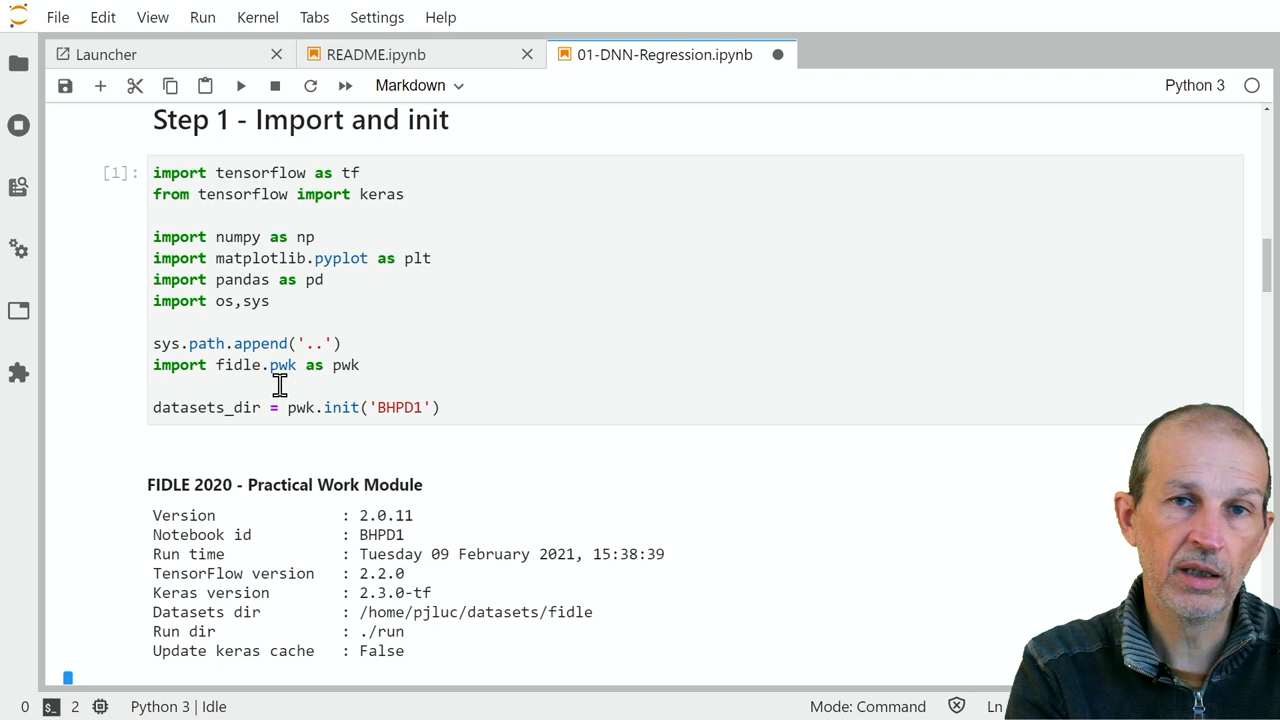 File Edit View Run Kernel Tabs Settings Help
Launcher README.ipynb 01-DNN-Regression.ipynb
Markdown Python 3
Step 1 - Import and init
[1]:
import tensorflow as tf
from tensorflow import keras
import numpy as np
import matplotlib.pyplot as plt
import pandas as pd
import os,sys
sys.path.append('..')
import fidle.pwk as pwk
datasets_dir = pwk.init('BHPD1')
FIDLE 2020 - Practical Work Module
Version : 2.0.11
Notebook id : BHPD1
Run time : Tuesday 09 February 2021, 15:38:39
TensorFlow version : 2.2.0
Keras version : 2.3.0-tf
Datasets dir : /home/pjluc/datasets/fidle
Run dir : ./run
Update keras cache : False
0 $_ 2 Python 3 | Idle Mode: Command Ln